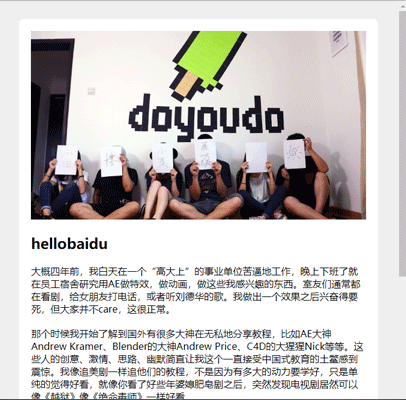 doyoudo
hellobaidu
大概四年前，我白天在一个“高大上”的事业单位苦逼地工作，晚上下班了就
在员工宿舍研究用AE做特效，做动画，做这些我感兴趣的东西。室友们通常都
在看剧，给女朋友打电话，或者听刘德华的歌。我做出一个效果之后兴奋得要
死，但大家并不care，这很正常。
那个时候我开始了解到国外有很多大神在无私地分享教程，比如AE大神
Andrew Kramer、Blender的大神Andrew Price、C4D的大猩猩Nick等等。这
些人的创意、激情、思路、幽默简直让我这个一直接受中国式教育的土鳖感到
震惊。我像追美剧一样追他们的教程，不是因为有多大的动力要学好，只是单
纯的觉得好看，就像你看了好些年婆媳肥皂剧之后，突然发现电视剧居然可以
像《越狱》像《绝命毒师》一样好看